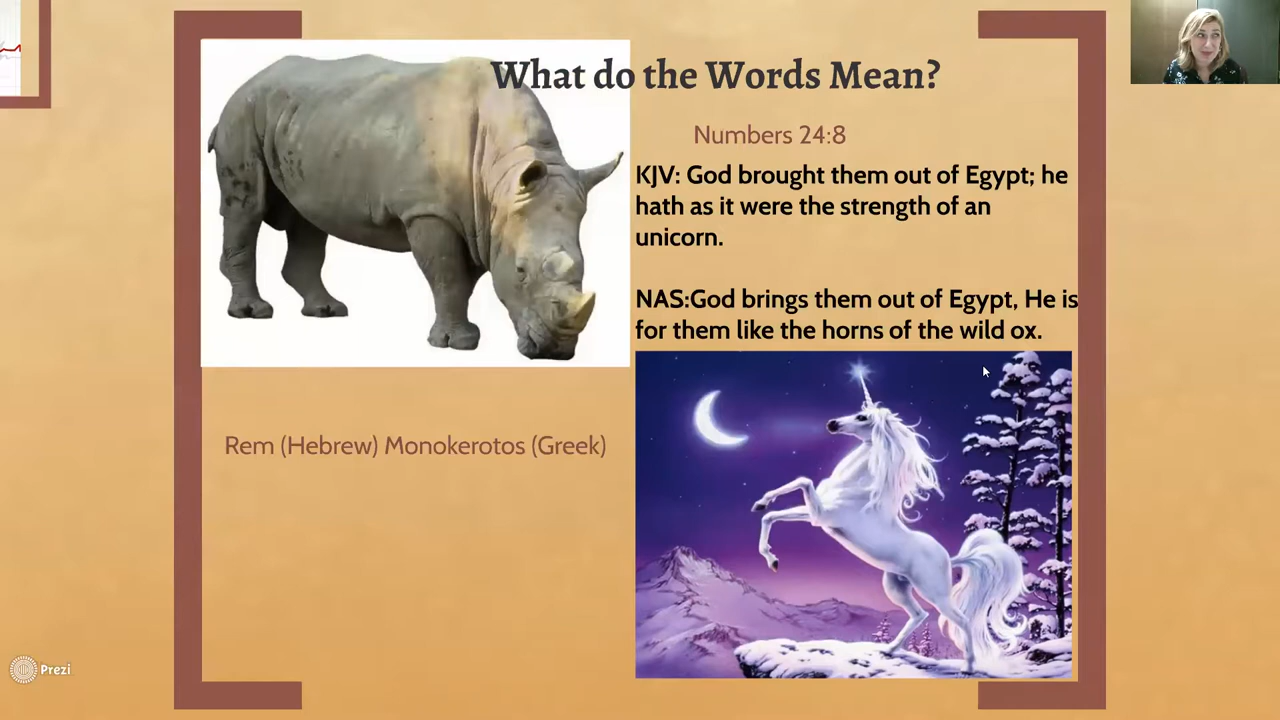 What do the Words Mean?
Numbers 24:8
KJV: God brought them out of Egypt; he
hath as it were the strength of an
unicorn.
NAS:God brings them out of Egypt, He is
for them like the horns of the wild ox.
Rem (Hebrew) Monokerotos (Greek)
Prezi